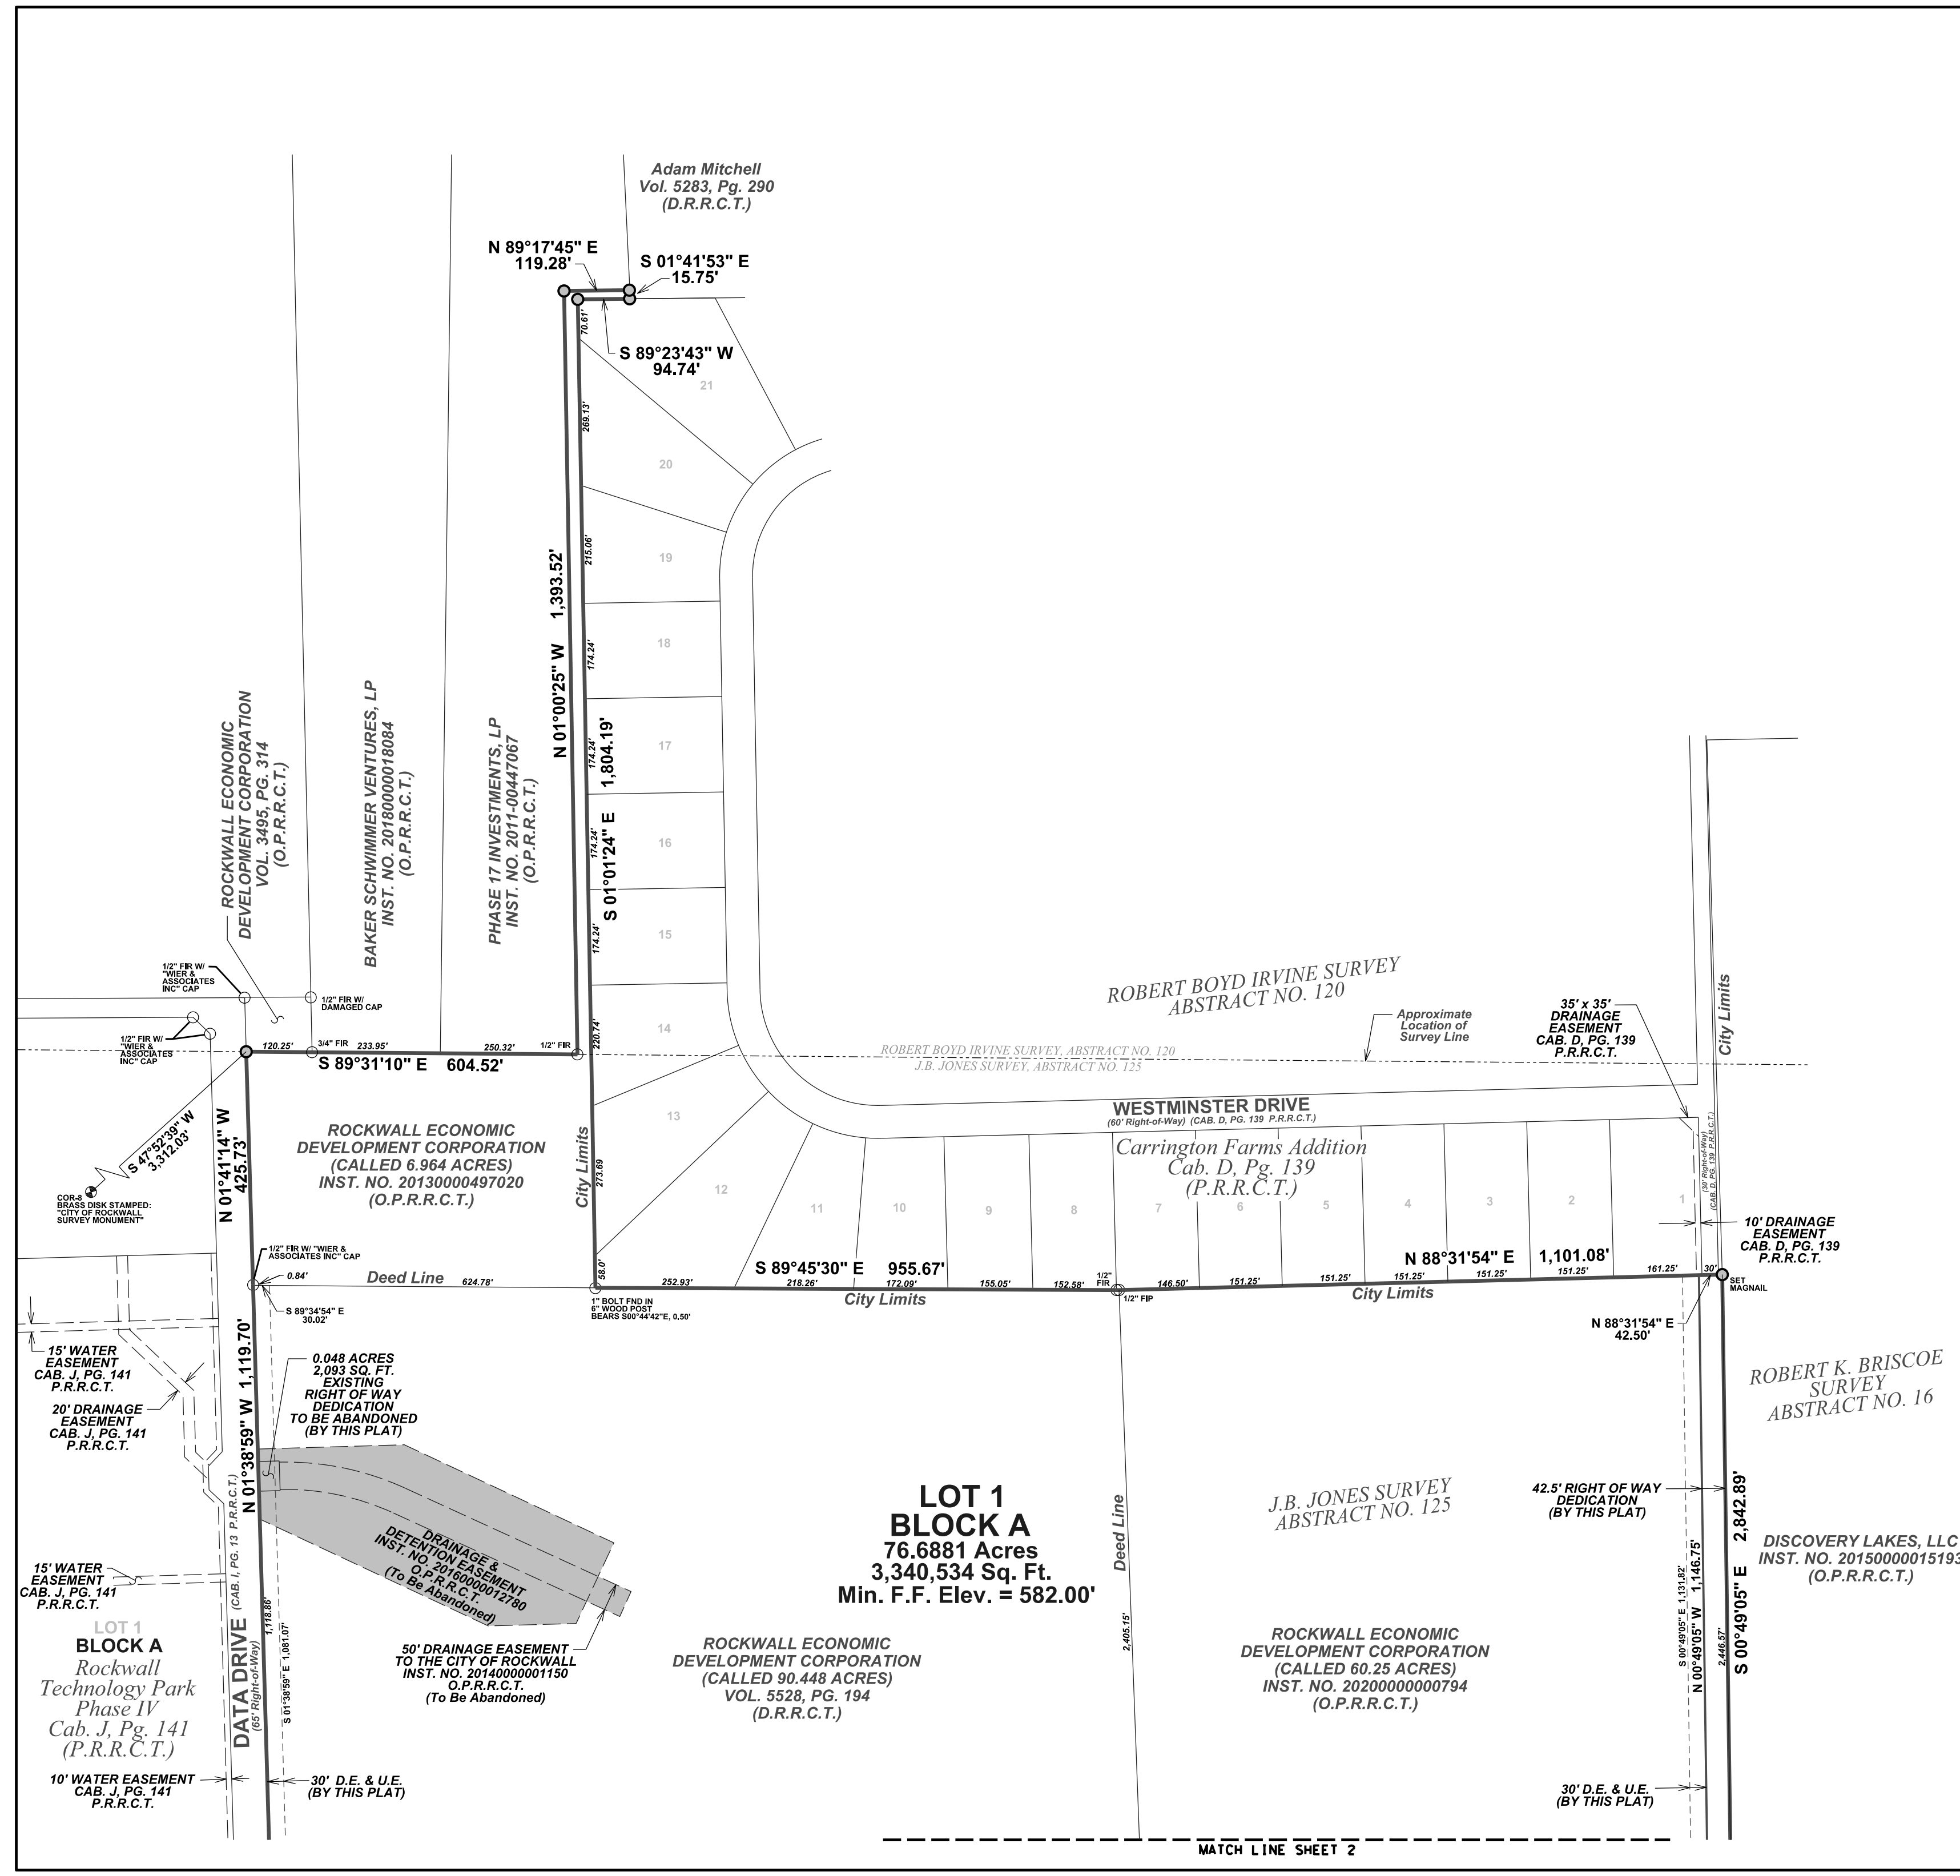 Adam Mitchell
Vol. 5283, Pg. 290
(D.R.R.C.T.)
N 89°17'45" E
119.28'
S 01°41'53" E
15.75'
S 89°23'43" W
94.74'
70.61'
21
269.13'
20
215.06'
19
174.24'
18
174.24'
17
174.24'
16
174.24'
15
220.74'
14
13
273.69
12
58.0'
N 01°00'25" W 1,393.52'
S 01°01'24" E 1,804.19'
ROCKWALL ECONOMIC
DEVELOPMENT CORPORATION
VOL. 3495, PG. 314
(O.P.R.R.C.T.)
BAKER SCHWIMMER VENTURES, LP
INST. NO. 20180000018084
(O.P.R.R.C.T.)
PHASE 17 INVESTMENTS, LP
INST. NO. 2011-00447067
(O.P.R.R.C.T.)
1/2" FIR W/
"WIER &
ASSOCIATES
INC" CAP
1/2" FIR W/
DAMAGED CAP
1/2" FIR W/
"WIER &
ASSOCIATES
INC" CAP
120.25'
3/4" FIR
233.95'
250.32'
1/2" FIR
S 89°31'10" E 604.52'
ROBERT BOYD IRVINE SURVEY
ABSTRACT NO. 120
Approximate
Location of
Survey Line
35' x 35'
DRAINAGE
EASEMENT
CAB. D, PG. 139
P.R.R.C.T.
City Limits
ROBERT BOYD IRVINE SURVEY, ABSTRACT NO. 120
J.B. JONES SURVEY, ABSTRACT NO. 125
S 47°52'39" W
3,312.03'
COR-8
BRASS DISK STAMPED:
"CITY OF ROCKWALL
SURVEY MONUMENT"
N 01°41'14" W
425.73'
ROCKWALL ECONOMIC
DEVELOPMENT CORPORATION
(CALLED 6.964 ACRES)
INST. NO. 20130000497020
(O.P.R.R.C.T.)
City Limits
WESTMINSTER DRIVE
(60' Right-of-Way) (CAB. D, PG. 139 P.R.R.C.T.)
Carrington Farms Addition
Cab. D, Pg. 139
(P.R.R.C.T.)
(30' Right-of-Way)
(CAB. D, PG. 139 P.R.R.C.T.)
11
10
9
8
7
6
5
4
3
2
1
10' DRAINAGE
EASEMENT
CAB. D, PG. 139
P.R.R.C.T.
1/2" FIR W/ "WIER &
ASSOCIATES INC" CAP
0.84'
Deed Line
624.78'
S 89°34'54" E
30.02'
1" BOLT FND IN
6" WOOD POST
BEARS S00°44'42"E, 0.50'
S 89°45'30" E 955.67'
N 88°31'54" E 1,101.08'
252.93'
218.26'
172.09'
155.05'
152.58'
1/2"
FIR
1/2" FIP
146.50'
151.25'
151.25'
151.25'
151.25'
151.25'
161.25'
30'
SET
MAGNAIL
City Limits
City Limits
N 88°31'54" E
42.50'
15' WATER
EASEMENT
CAB. J, PG. 141
P.R.R.C.T.
20' DRAINAGE
EASEMENT
CAB. J, PG. 141
P.R.R.C.T.
N 01°38'59" W 1,119.70'
0.048 ACRES
2,093 SQ. FT.
EXISTING
RIGHT OF WAY
DEDICATION
TO BE ABANDONED
(BY THIS PLAT)
ROBERT K. BRISCOE
SURVEY
ABSTRACT NO. 16
DRAINAGE &
DETENTION EASEMENT
INST. NO. 20160000012780
O.P.R.R.C.T.
(To Be Abandoned)
LOT 1
BLOCK A
76.6881 Acres
3,340,534 Sq. Ft.
Min. F.F. Elev. = 582.00'
Deed Line
2,405.15'
J.B. JONES SURVEY
ABSTRACT NO. 125
42.5' RIGHT OF WAY
DEDICATION
(BY THIS PLAT)
DISCOVERY LAKES, LLC
INST. NO. 20150000015193
(O.P.R.R.C.T.)
15' WATER
EASEMENT
CAB. J, PG. 141
P.R.R.C.T.
LOT 1
BLOCK A
Rockwall
Technology Park
Phase IV
Cab. J, Pg. 141
(P.R.R.C.T.)
10' WATER EASEMENT
CAB. J, PG. 141
P.R.R.C.T.
DATA DRIVE (CAB. I, PG. 13 P.R.R.C.T.)
(65' Right-of-Way)
1,118.86'
S 01°38'59" E 1,081.07'
50' DRAINAGE EASEMENT
TO THE CITY OF ROCKWALL
INST. NO. 20140000001150
O.P.R.R.C.T.
(To Be Abandoned)
30' D.E. & U.E.
(BY THIS PLAT)
ROCKWALL ECONOMIC
DEVELOPMENT CORPORATION
(CALLED 90.448 ACRES)
VOL. 5528, PG. 194
(D.R.R.C.T.)
ROCKWALL ECONOMIC
DEVELOPMENT CORPORATION
(CALLED 60.25 ACRES)
INST. NO. 20200000000794
(O.P.R.R.C.T.)
S 00°49'05" E 1,131.82'
N 00°49'05" W 1,146.75'
2,446.57'
S 00°49'05" E 2,842.89'
30' D.E. & U.E.
(BY THIS PLAT)
MATCH LINE SHEET 2